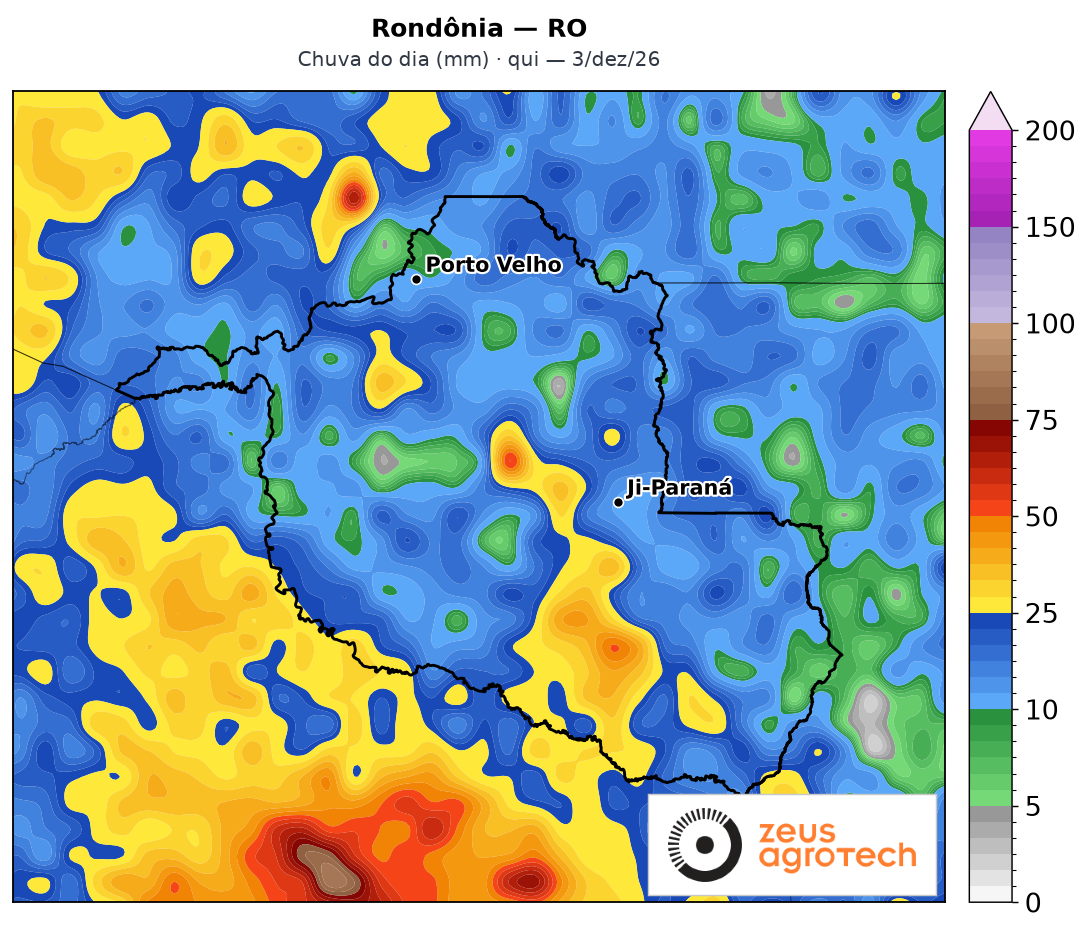 Rondônia — RO
Chuva do dia (mm) · qui — 3/dez/26
Porto Velho
Ji-Paraná
200
150
100
75
50
25
10
5
0
zeus
agrotech